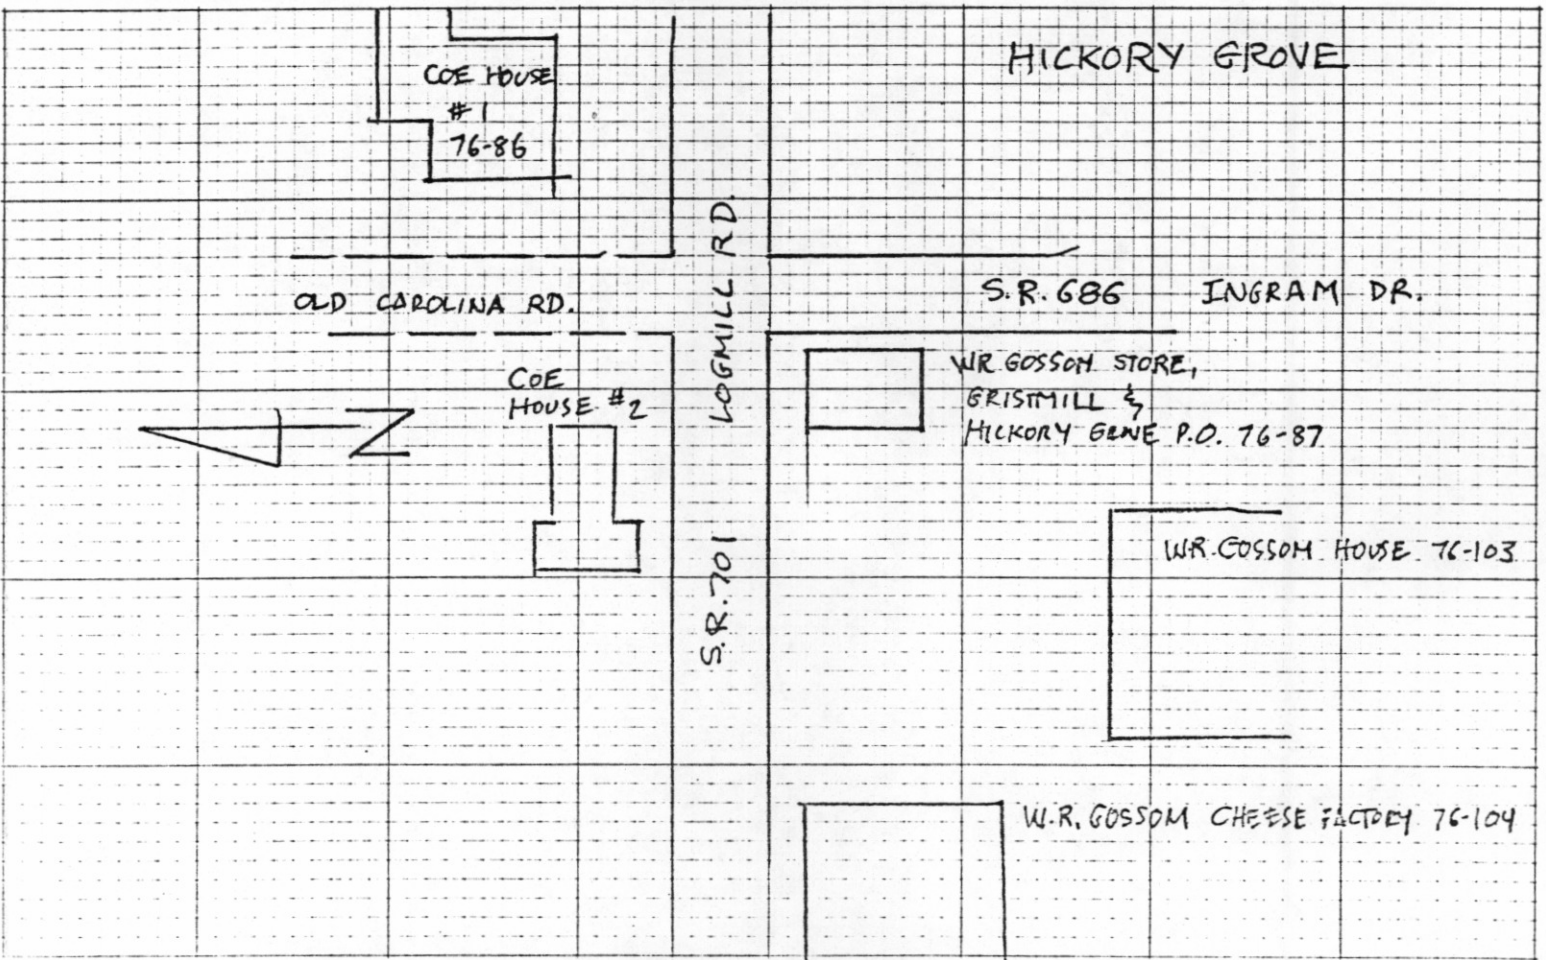 HICKORY GROVE
COE HOUSE
# 1
76-86
OLD CAROLINA RD.
S.R. 701 LOGMILL RD.
S.R. 686 INGRAM DR.
COE
HOUSE #2
N
WR GOSSOM STORE,
GRISTMILL &
HICKORY GROVE P.O. 76-87
W.R. GOSSOM HOUSE 76-103
W.R. GOSSOM CHEESE FACTORY 76-104